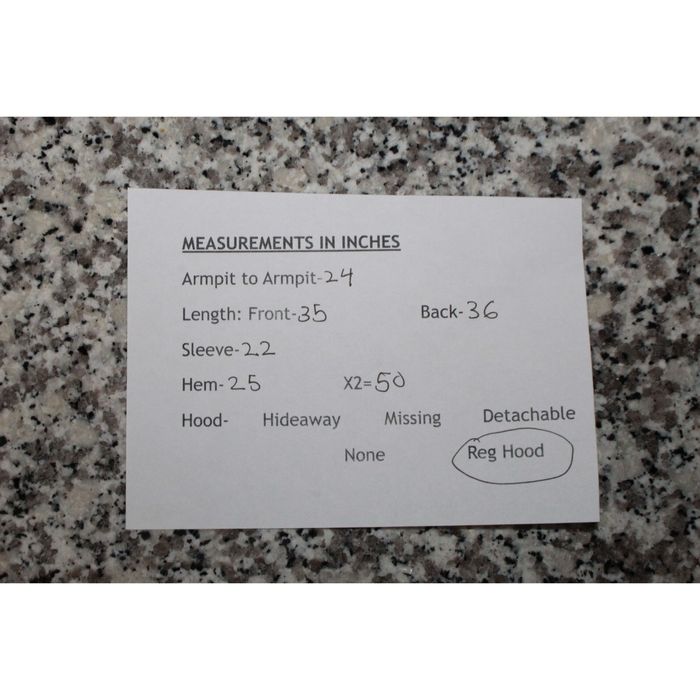 MEASUREMENTS IN INCHES
Armpit to Armpit-24
Length: Front-35 Back-36
Sleeve-22
Hem-25 X2=50
Hood- Hideaway Missing Detachable
None Reg Hood